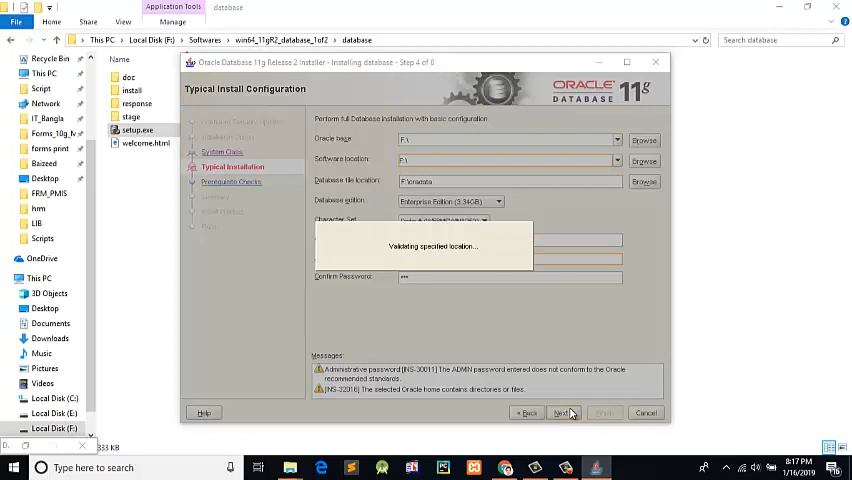 Application Tools
database
File
Home
Share
View
Manage
This PC
Local Disk (F:)
Softwares
win64_11gR2_database_1of2
database
Search database
Recycle Bin
This PC
Script
Network
IT_Bangla
forms print
Baizeed
Desktop
FRM_PMIS
hrm
LIB
Scripts
OneDrive
This PC
3D Objects
Desktop
Documents
Downloads
Music
Pictures
Videos
Local Disk (C:)
Local Disk (E:)
Local Disk (F:)
Name
doc
install
response
stage
setup.exe
welcome.html
333 KB
Oracle Database 11g Release 2 Installer - Installing database - Step 4 of 8
Typical Install Configuration
ORACLE
DATABASE 11g
System Class
Typical Installation
Prerequisite Checks
Summary
Perform full Database installation with basic configuration.
Oracle base: F:\ Browse
Software location: F:\ Browse
Database file location: F:\oradata Browse
Database edition: Enterprise Edition (3.34GB)
Character Set:
Validating specified location...
Confirm Password: •••
Messages:
Administrative password:[INS-30011] The ADMIN password entered does not conform to the Oracle
recommended standards.
[INS-32016] The selected Oracle home contains directories or files.
Help
< Back
Next
Cancel
Type here to search
8:17 PM
1/16/2019